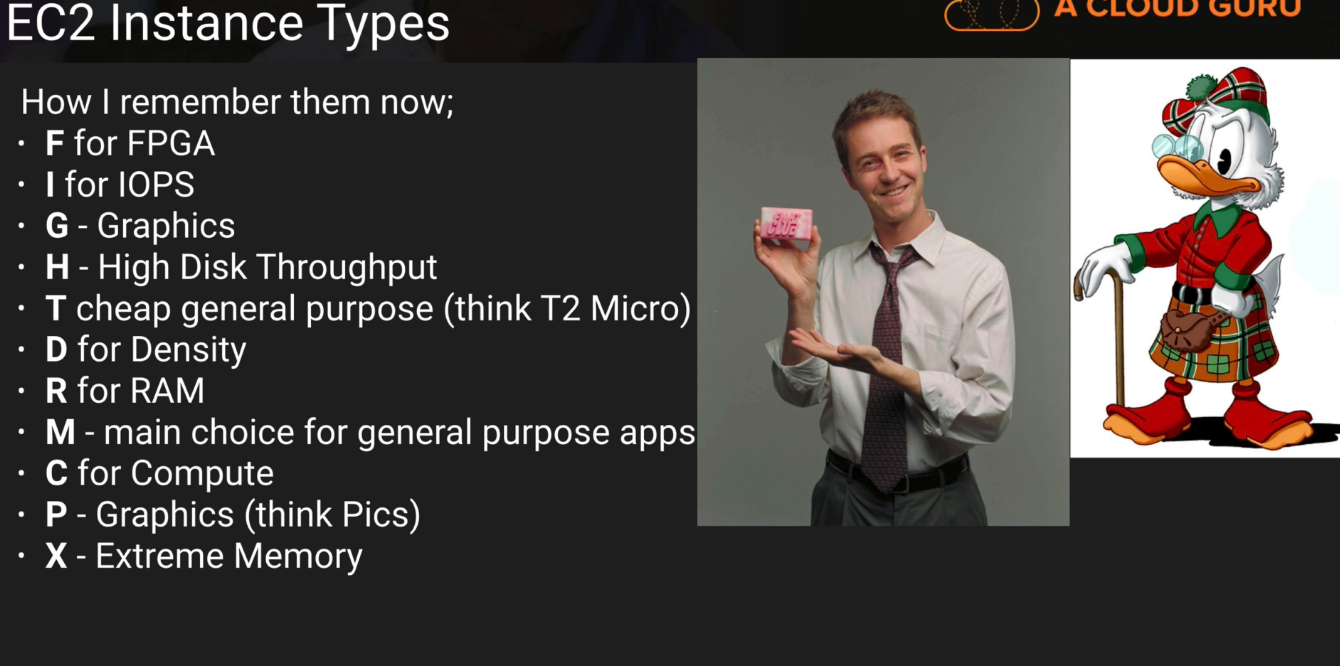 EC2 Instance Types
A CLOUD GURU
How I remember them now;
· F for FPGA
· I for IOPS
· G - Graphics
· H - High Disk Throughput
· T cheap general purpose (think T2 Micro)
· D for Density
· R for RAM
· M - main choice for general purpose apps
· C for Compute
· P - Graphics (think Pics)
· X - Extreme Memory
FIGHT
CLUB